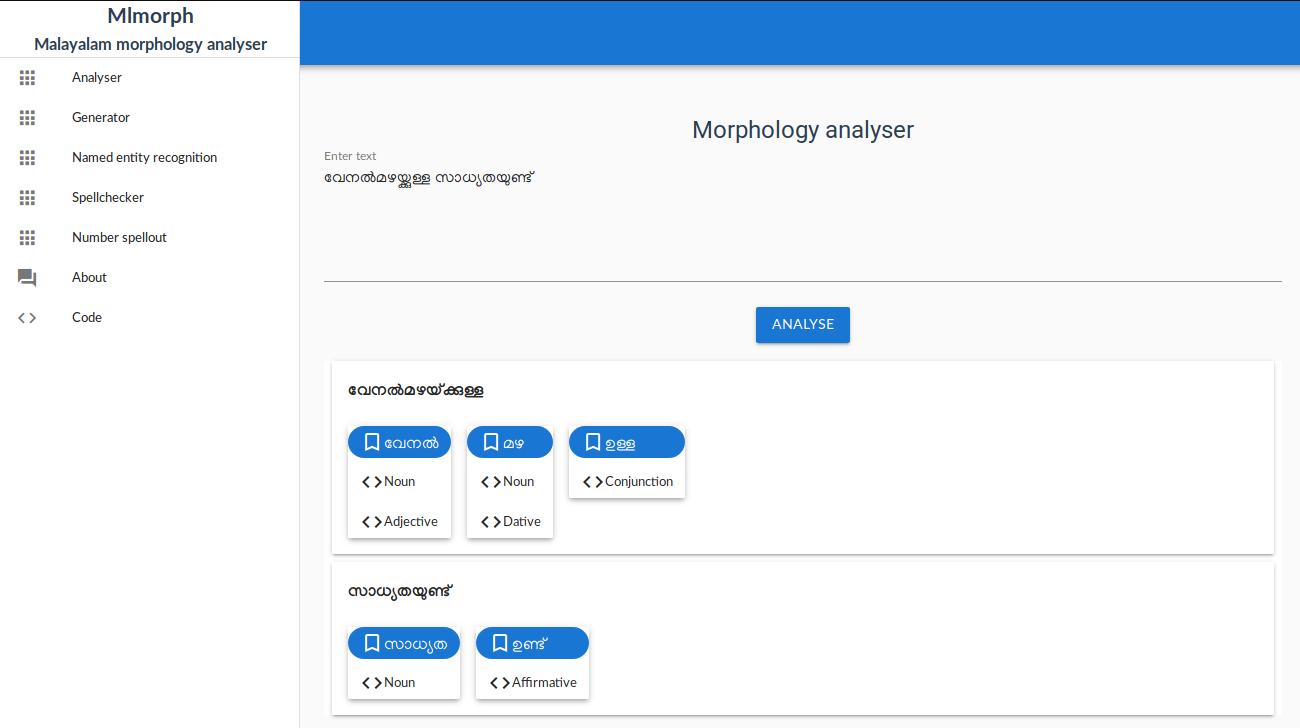 Mlmorph
Malayalam morphology analyser
Analyser
Generator
Named entity recognition
Spellchecker
Number spellout
About
Code
Morphology analyser
Enter text
വേനൽമഴയ്ക്കുള്ള സാധ്യതയുണ്ട്
ANALYSE
വേനൽമഴയ്ക്കുള്ള
വേനൽ മഴ ഉള്ള
Noun Noun Conjunction
Adjective Dative
സാധ്യതയുണ്ട്
സാധ്യത ഉണ്ട്
Noun Affirmative